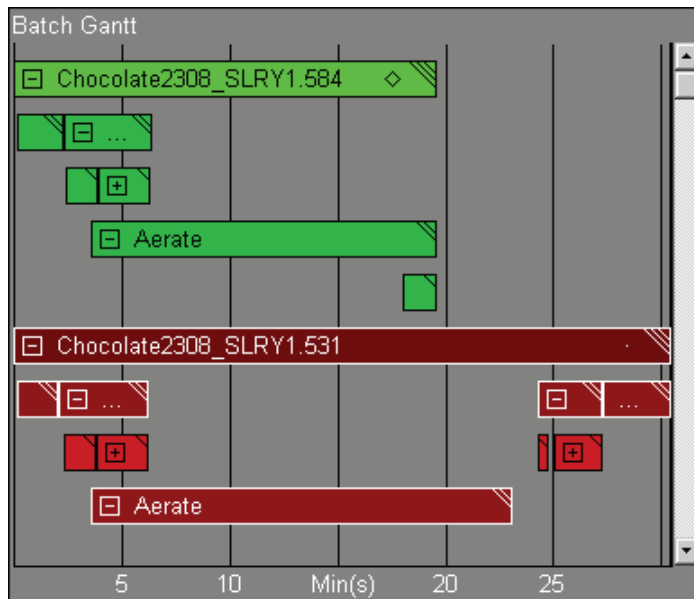 Batch Gantt
Chocolate2308_SLRY1.584
...
Aerate
Chocolate2308_SLRY1.531
... ...
Aerate
5 10 Min(s) 20 25